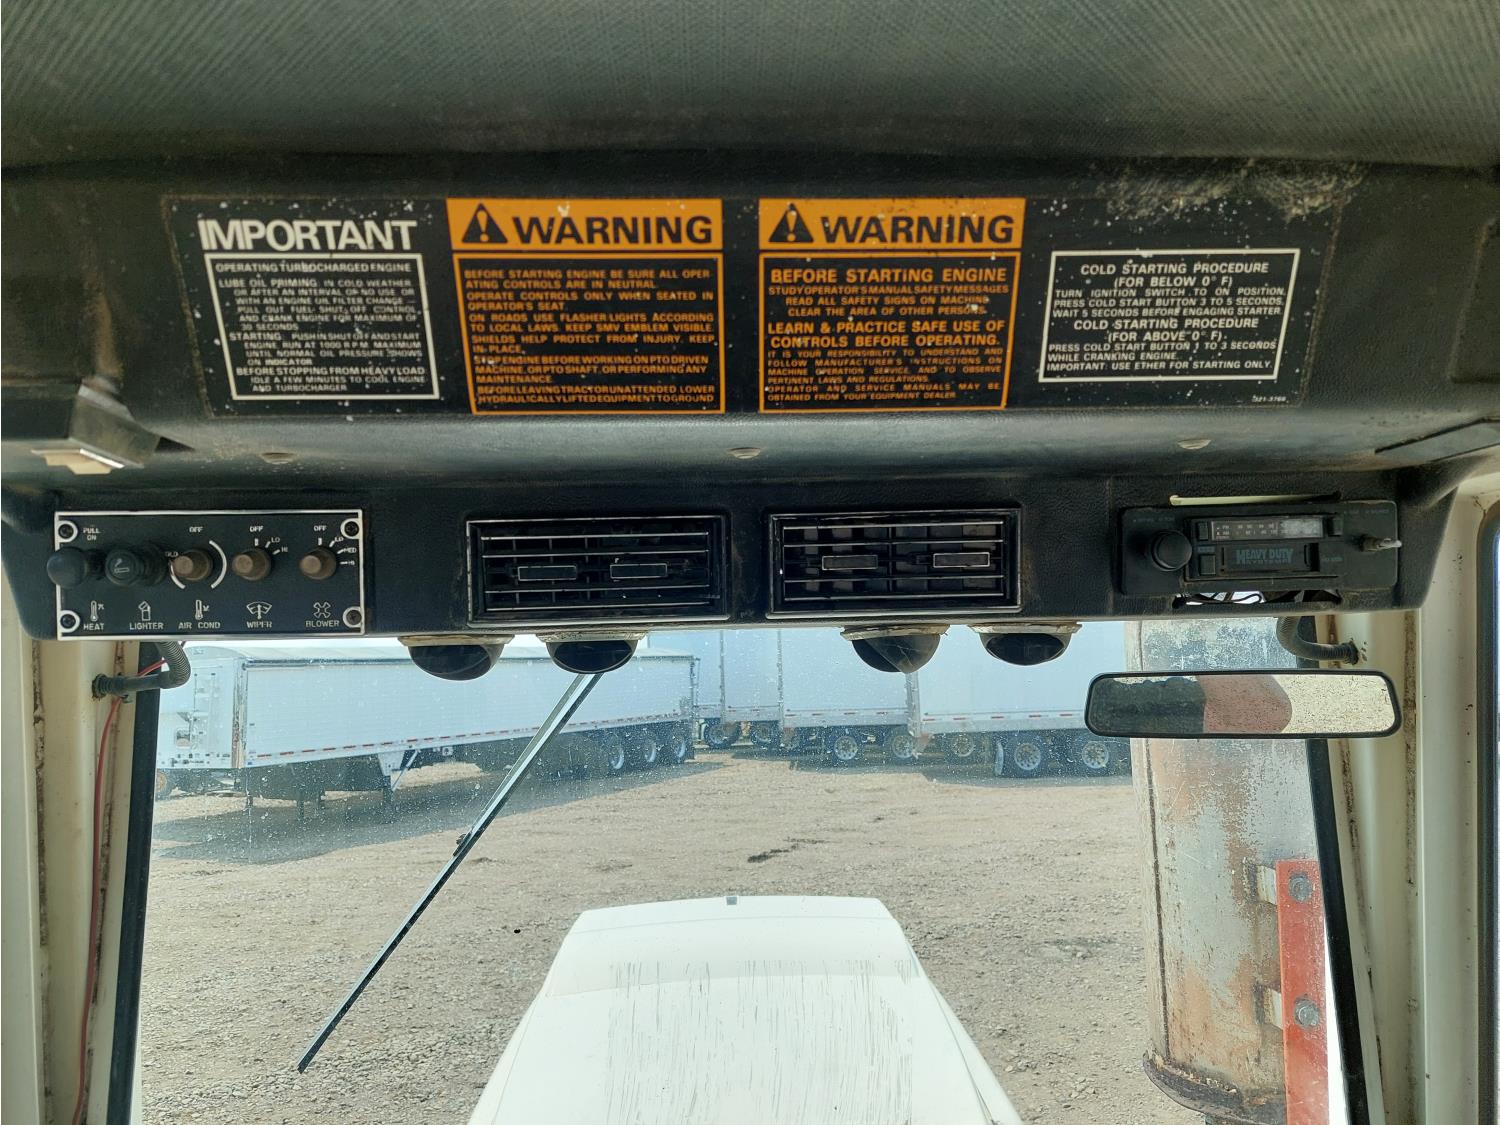 IMPORTANT
OPERATING TURBOCHARGED ENGINE
LUBE OIL PRIMING IN COLD WEATHER
OR AFTER AN INTERVAL OF NO USE OR
WITH AN ENGINE OIL FILTER CHANGE
PULL OUT FUEL SHUT OFF CONTROL
AND CRANK ENGINE FOR MAXIMUM OF
30 SECONDS
STARTING PUSH IN SHUT OFF AND START
ENGINE. RUN AT 1000 R.P.M. MAXIMUM
UNTIL NORMAL OIL PRESSURE SHOWS
ON INDICATOR
BEFORE STOPPING FROM HEAVY LOAD
IDLE A FEW MINUTES TO COOL ENGINE
AND TURBOCHARGER
WARNING
BEFORE STARTING ENGINE BE SURE ALL OPER-
ATING CONTROLS ARE IN NEUTRAL.
OPERATE CONTROLS ONLY WHEN SEATED IN
OPERATOR'S SEAT.
ON ROADS USE FLASHER LIGHTS ACCORDING
TO LOCAL LAWS. KEEP SMV EMBLEM VISIBLE.
SHIELDS HELP PROTECT FROM INJURY. KEEP
IN-PLACE.
STOP ENGINE BEFORE WORKING ON PTO DRIVEN
MACHINE, OR PTO SHAFT, OR PERFORMING ANY
MAINTENANCE.
BEFORE LEAVING TRACTOR UNATTENDED LOWER
HYDRAULICALLY LIFTED EQUIPMENT TO GROUND
WARNING
BEFORE STARTING ENGINE
STUDY OPERATOR'S MANUAL SAFETY MESSAGES
READ ALL SAFETY SIGNS ON MACHINE
CLEAR THE AREA OF OTHER PERSONS
LEARN & PRACTICE SAFE USE OF
CONTROLS BEFORE OPERATING.
IT IS YOUR RESPONSIBILITY TO UNDERSTAND AND
FOLLOW MANUFACTURER'S INSTRUCTIONS ON
MACHINE OPERATION, SERVICE, AND TO OBSERVE
PERTINENT LAWS AND REGULATIONS.
OPERATOR AND SERVICE MANUALS MAY BE
OBTAINED FROM YOUR EQUIPMENT DEALER
COLD STARTING PROCEDURE
(FOR BELOW 0° F)
TURN IGNITION SWITCH TO ON POSITION.
PRESS COLD START BUTTON 3 TO 5 SECONDS.
WAIT 5 SECONDS BEFORE ENGAGING STARTER.
COLD STARTING PROCEDURE
(FOR ABOVE 0° F)
PRESS COLD START BUTTON 1 TO 3 SECONDS
WHILE CRANKING ENGINE.
IMPORTANT: USE ETHER FOR STARTING ONLY.
321-3768
PULL
ON
OFF
COLD
OFF
LO
HI
OFF
LO
MED
HI
HEAT
LIGHTER
AIR COND
WIPER
BLOWER
HEAVY DUTY
SYSTEMS